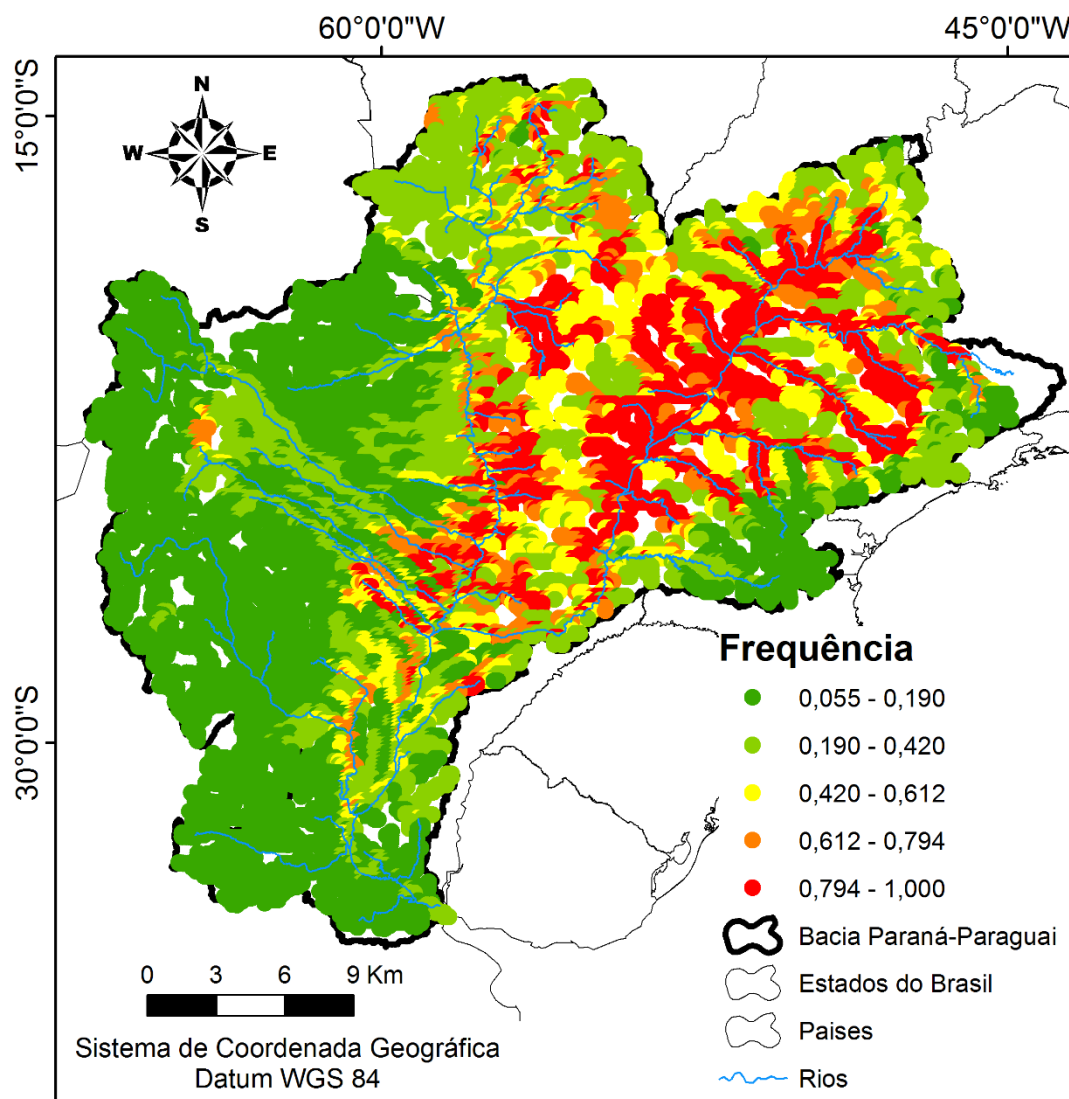 60°0'0"W
45°0'0"W
15°0'0"S
30°0'0"S
N
W
E
S
Frequência
0,055 - 0,190
0,190 - 0,420
0,420 - 0,612
0,612 - 0,794
0,794 - 1,000
Bacia Paraná-Paraguai
Estados do Brasil
Paises
Rios
0 3 6 9 Km
Sistema de Coordenada Geográfica
Datum WGS 84